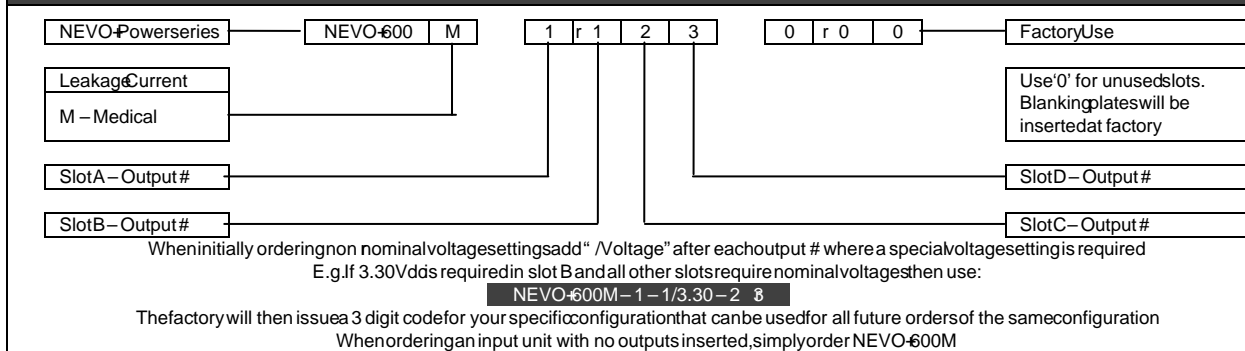 NEVO+Powerseries NEVO+600 M 1 r 1 2 3 0 r 0 0 FactoryUse
LeakageCurrent
M – Medical
Use'0' for unusedslots.
Blankingplateswill be
insertedat factory
SlotA – Output # SlotD – Output #
SlotB – Output # SlotC – Output #
Wheninitially orderingnon nominalvoltagesettingsadd " /Voltage" after eachoutput # where a specialvoltagesettingis required
E.g.If 3.30Vdcis requiredin slot B andall other slotsrequire nominalvoltagesthen use:
NEVO+600M – 1 – 1/3.30 – 2 3
Thefactory will then issuea 3 digit codefor your specificconfigurationthat canbe usedfor all future ordersof the sameconfiguration
Whenorderingan input unit with no outputs inserted,simplyorder NEVO+600M